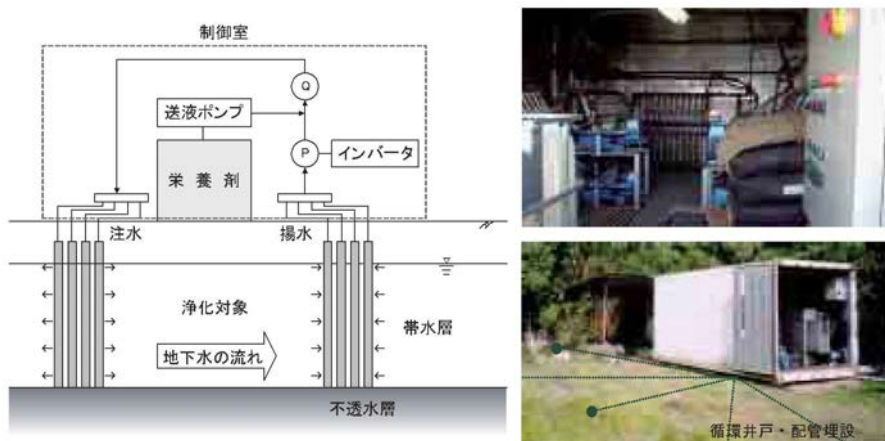 制御室
Q
送液ポンプ
P
インバータ
栄養剤
注水
揚水
浄化対象
帯水層
地下水の流れ
不透水層
循環井戸・配管埋設